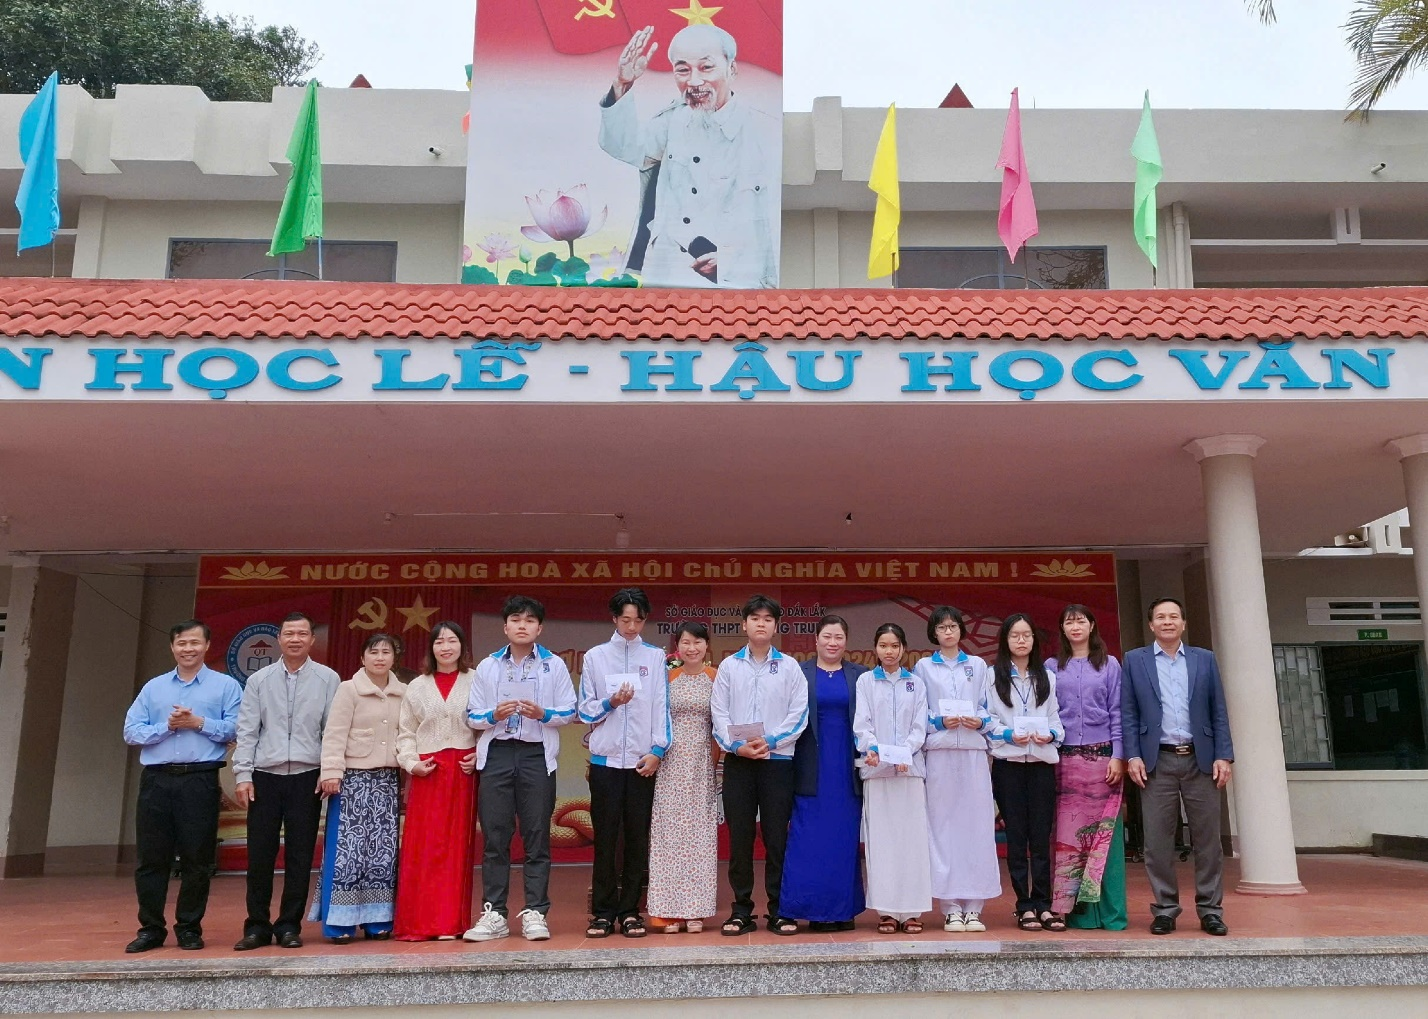 N HỌC LỄ - HẬU HỌC VĂN
NƯỚC CỘNG HOÀ XÃ HỘI ChỦ NGHĨA VIỆT NAM !
SỞ GIÁO DỤC VÀ ĐẮK LẮK
TRƯỜNG THPT